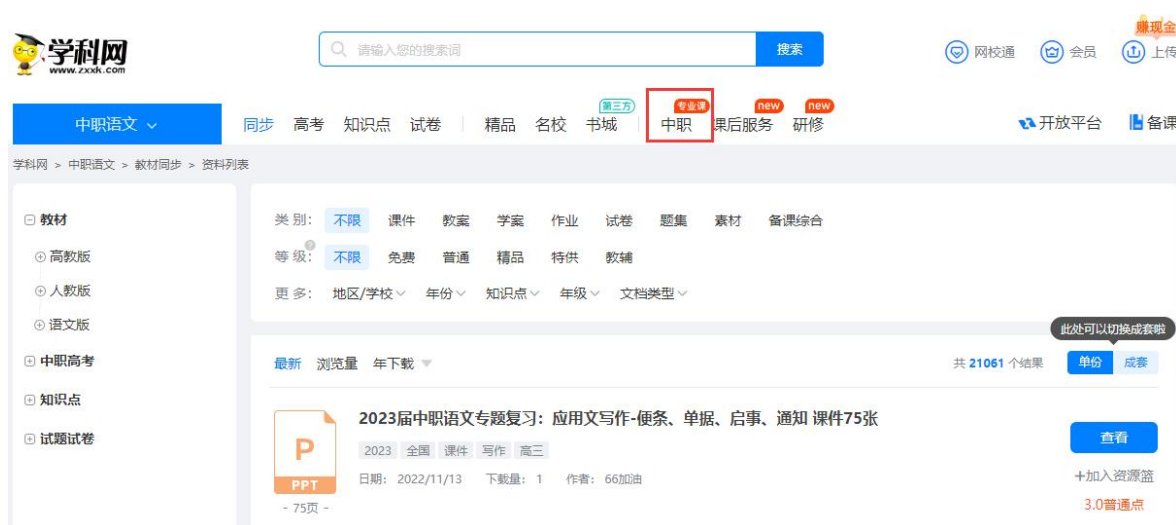 赚现金
学科网
www.zxxk.com
请输入您的搜索词 搜索 网校通 会员 上传
第三方 专业课 new new
中职语文 同步 高考 知识点 试卷 精品 名校 书城 中职 课后服务 研修 开放平台 备课
学科网 > 中职语文 > 教材同步 > 资料列表
教材
高教版
人教版
语文版
中职高考
知识点
试题试卷
类别: 不限 课件 教案 学案 作业 试卷 题集 素材 备课综合
等级: 不限 免费 普通 精品 特供 教辅
更多: 地区/学校 年份 知识点 年级 文档类型
此处可以切换成套啦
最新 浏览量 年下载 共 21061 个结果 单份 成套
2023届中职语文专题复习：应用文写作-便条、单据、启事、通知 课件75张
P
PPT
- 75页 -
2023 全国 课件 写作 高三
日期: 2022/11/13 下载量: 1 作者: 66加油
查看
+加入资源篮
3.0普通点